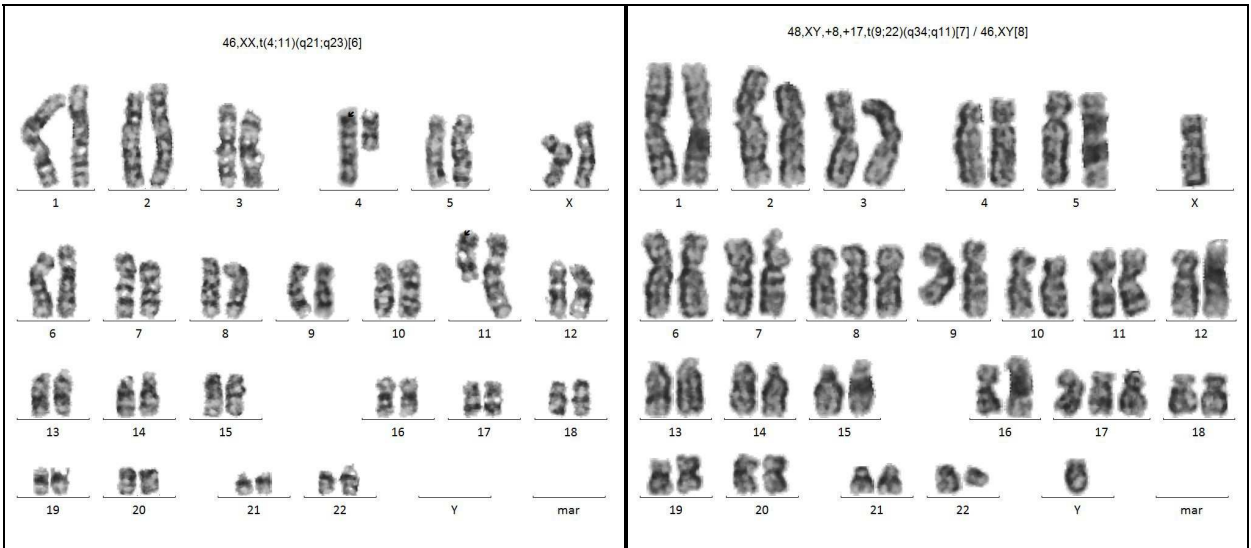 46,XX,t(4;11)(q21;q23)[6]
1 2 3 4 5 X
6 7 8 9 10 11 12
13 14 15 16 17 18
19 20 21 22 Y mar
48,XY,+8,+17,t(9;22)(q34;q11)[7] / 46,XY[8]
1 2 3 4 5 X
6 7 8 9 10 11 12
13 14 15 16 17 18
19 20 21 22 Y mar